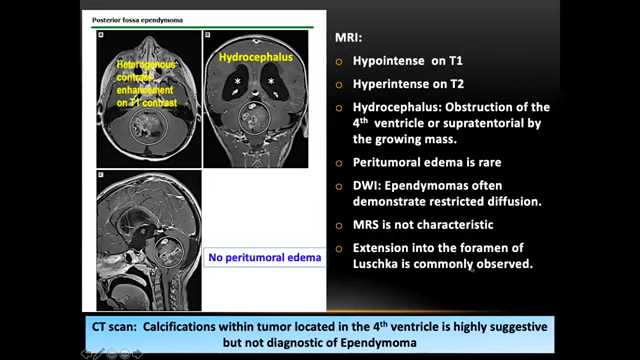 Posterior fossa ependymoma
A
B
Heterogenous
contrast
enhancement
on T1 contrast
Hydrocephalus
*
*
C
No peritumoral edema
MRI:
o Hypointense on T1
o Hyperintense on T2
o Hydrocephalus: Obstruction of the
4th ventricle or supratentorial by
the growing mass.
o Peritumoral edema is rare
o DWI: Ependymomas often
demonstrate restricted diffusion.
o MRS is not characteristic
o Extension into the foramen of
Luschka is commonly observed.
CT scan: Calcifications within tumor located in the 4th ventricle is highly suggestive
but not diagnostic of Ependymoma